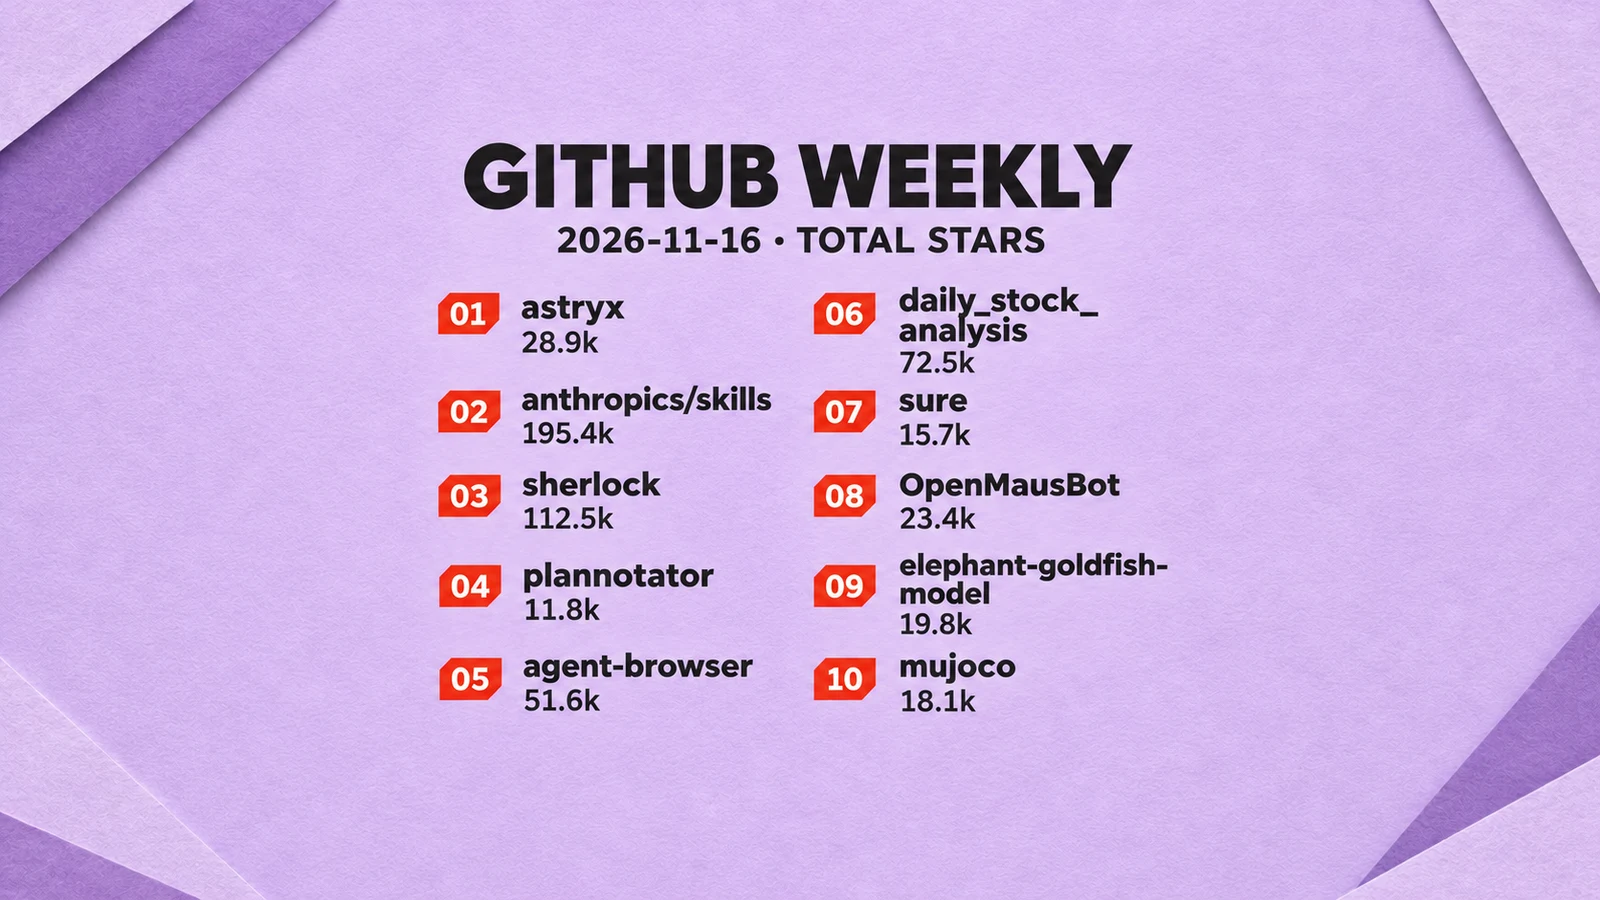 GITHUB WEEKLY
2026-11-16 • TOTAL STARS
01
astryx
28.9k
02
anthropics/skills
195.4k
03
sherlock
112.5k
04
plannotator
11.8k
05
agent-browser
51.6k
06
daily_stock_
analysis
72.5k
07
sure
15.7k
08
OpenMausBot
23.4k
09
elephant-goldfish-
model
19.8k
10
mujoco
18.1k